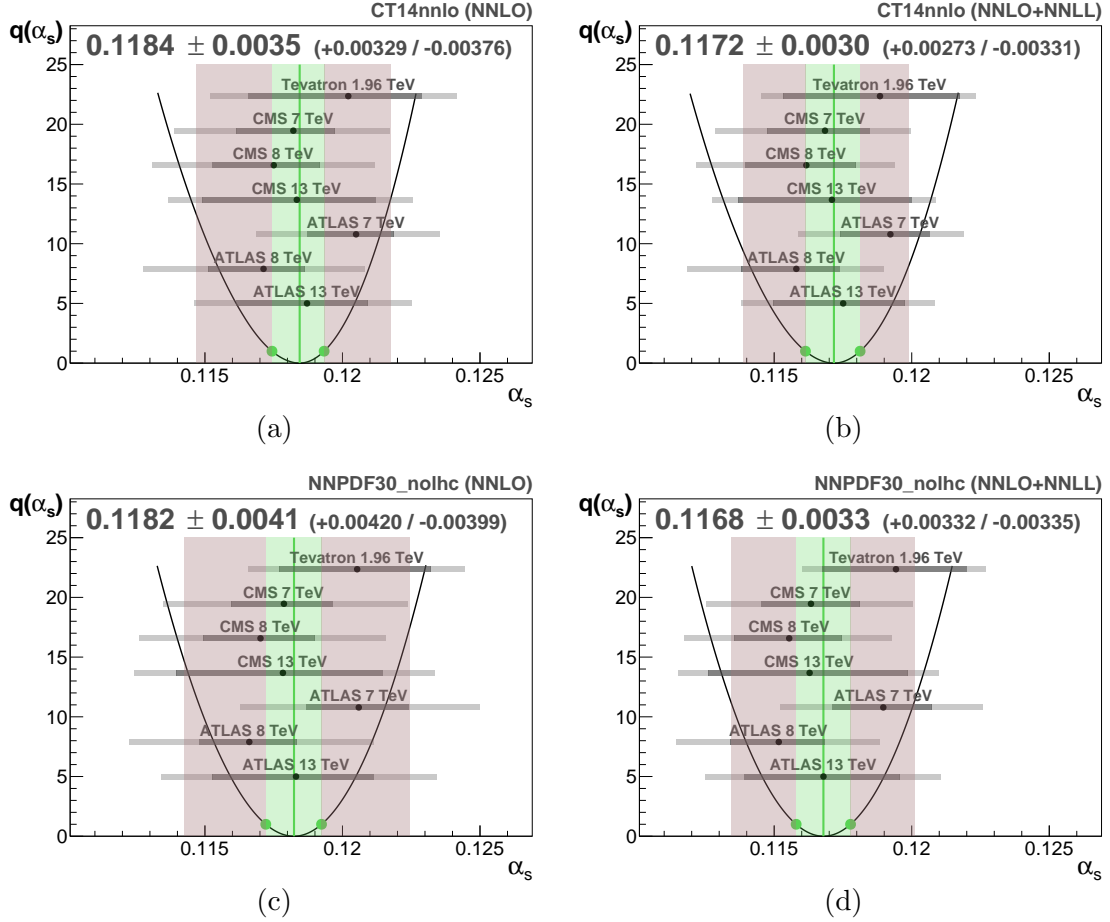 CT14nnlo (NNLO)
q(αs)
0.1184 ± 0.0035 (+0.00329 / -0.00376)
25
Tevatron 1.96 TeV
20
CMS 7 TeV
CMS 8 TeV
15
CMS 13 TeV
ATLAS 7 TeV
10
ATLAS 8 TeV
5
ATLAS 13 TeV
0
0.115
0.12
0.125
αs
(a)
CT14nnlo (NNLO+NNLL)
q(αs)
0.1172 ± 0.0030 (+0.00273 / -0.00331)
25
Tevatron 1.96 TeV
20
CMS 7 TeV
CMS 8 TeV
15
CMS 13 TeV
ATLAS 7 TeV
10
ATLAS 8 TeV
5
ATLAS 13 TeV
0
0.115
0.12
0.125
αs
(b)
NNPDF30_nolhc (NNLO)
q(αs)
0.1182 ± 0.0041 (+0.00420 / -0.00399)
25
Tevatron 1.96 TeV
20
CMS 7 TeV
CMS 8 TeV
15
CMS 13 TeV
ATLAS 7 TeV
10
ATLAS 8 TeV
5
ATLAS 13 TeV
0
0.115
0.12
0.125
αs
(c)
NNPDF30_nolhc (NNLO+NNLL)
q(αs)
0.1168 ± 0.0033 (+0.00332 / -0.00335)
25
Tevatron 1.96 TeV
20
CMS 7 TeV
CMS 8 TeV
15
CMS 13 TeV
ATLAS 7 TeV
10
ATLAS 8 TeV
5
ATLAS 13 TeV
0
0.115
0.12
0.125
αs
(d)